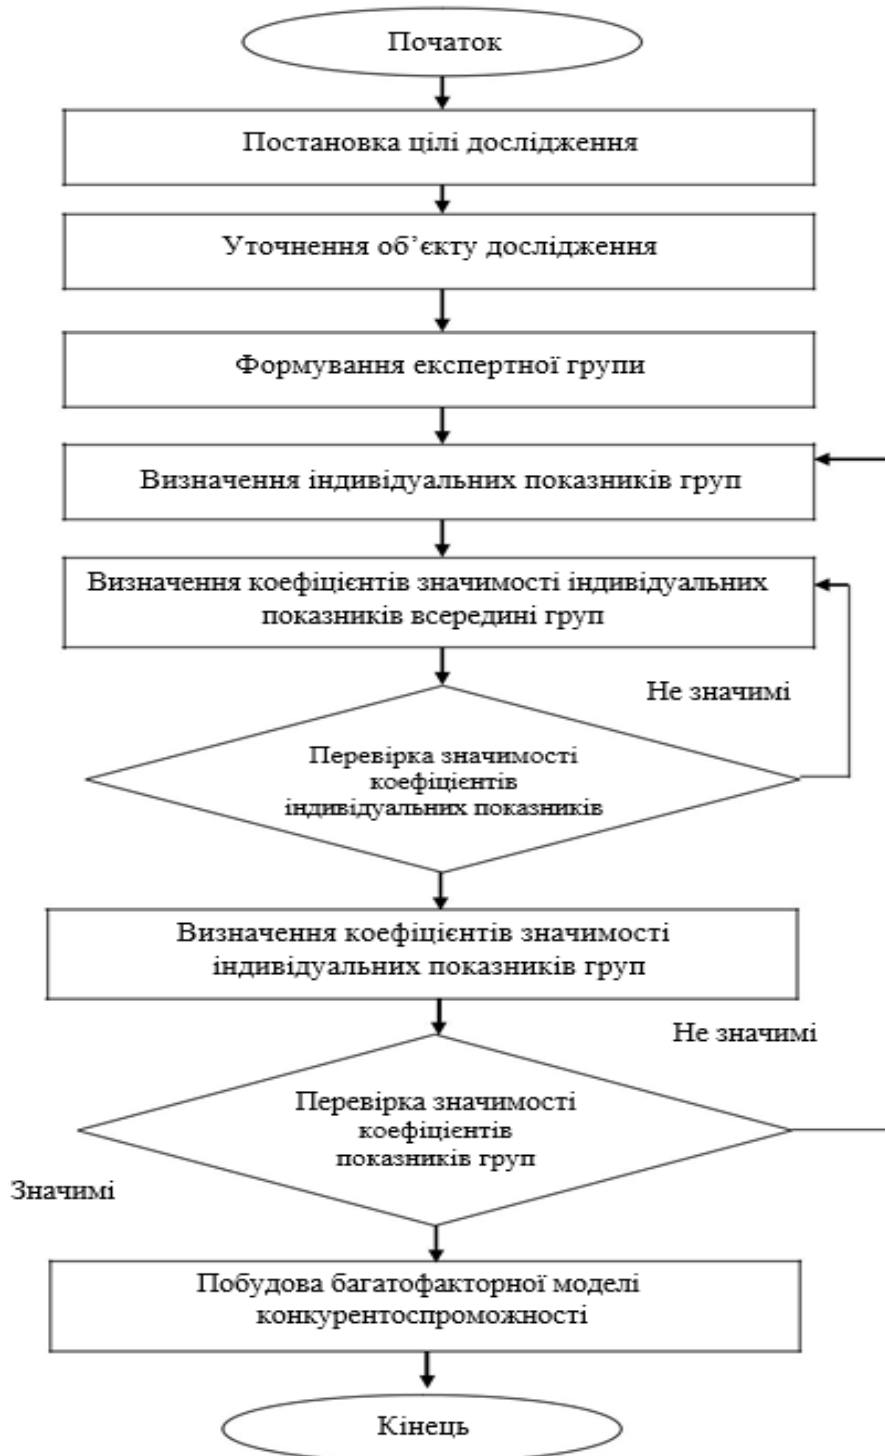 Початок
Постановка цілі дослідження
Уточнення об’єкту дослідження
Формування експертної групи
Визначення індивідуальних показників груп
Визначення коефіцієнтів значимості індивідуальних
показників всередині груп
Не значимі
Перевірка значимості
коефіцієнтів
індивідуальних показників
Визначення коефіцієнтів значимості
індивідуальних показників груп
Не значимі
Перевірка значимості
коефіцієнтів
показників груп
Значимі
Побудова багатофакторної моделі
конкурентоспроможності
Кінець